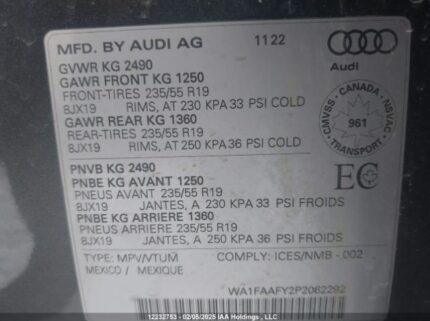 MFD. BY AUDI AG 11 22
Audi
GVWR KG 2490
GAWR FRONT KG 1250
FRONT-TIRES 235/55 R19
8JX19 RIMS, AT 230 KPA 33 PSI COLD
GAWR REAR KG 1360
REAR-TIRES 235/55 R19
8JX19 RIMS, AT 250 KPA 36 PSI COLD
CMVSS - CANADA - NSVAC
961
TRANSPORT
PNVB KG 2490
PNBE KG AVANT 1250
PNEUS AVANT 235/55 R19
8JX19 JANTES, A 230 KPA 33 PSI FROIDS
PNBE KG ARRIERE 1360
PNEUS ARRIERE 235/55 R19
8JX19 JANTES, A 250 KPA 36 PSI FROIDS
EC
TYPE: MPV/VTUM COMPLY: ICES/NMB - 002
MEXICO / MEXIQUE
WA1FAAFY2P2062292
12232753 - 02/05/2025 IAA Holdings, LLC